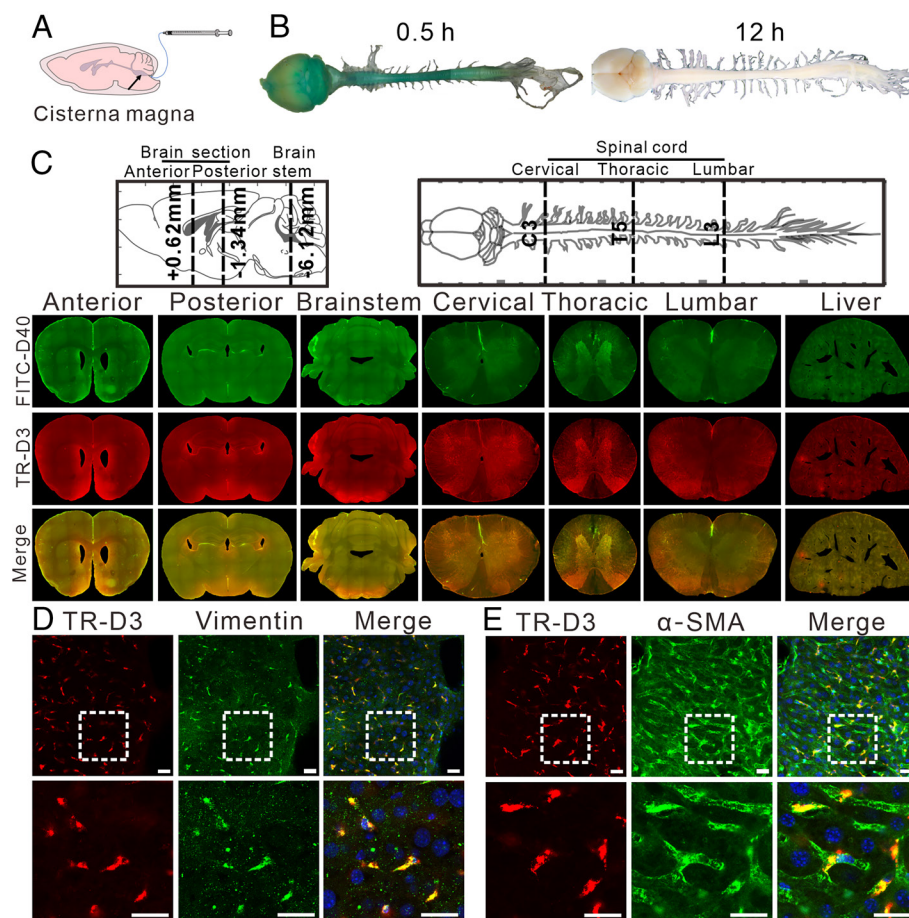 A
Cisterna magna
B
0.5 h
12 h
C
Brain section
Brain
Anterior
Posterior
stem
+0.62mm
-1.34mm
-6.12mm
Spinal cord
Cervical
Thoracic
Lumbar
C3
T5
L3
Anterior
Posterior
Brainstem
Cervical
Thoracic
Lumbar
Liver
FITC-D40
TR-D3
Merge
D
TR-D3
Vimentin
Merge
E
TR-D3
α-SMA
Merge